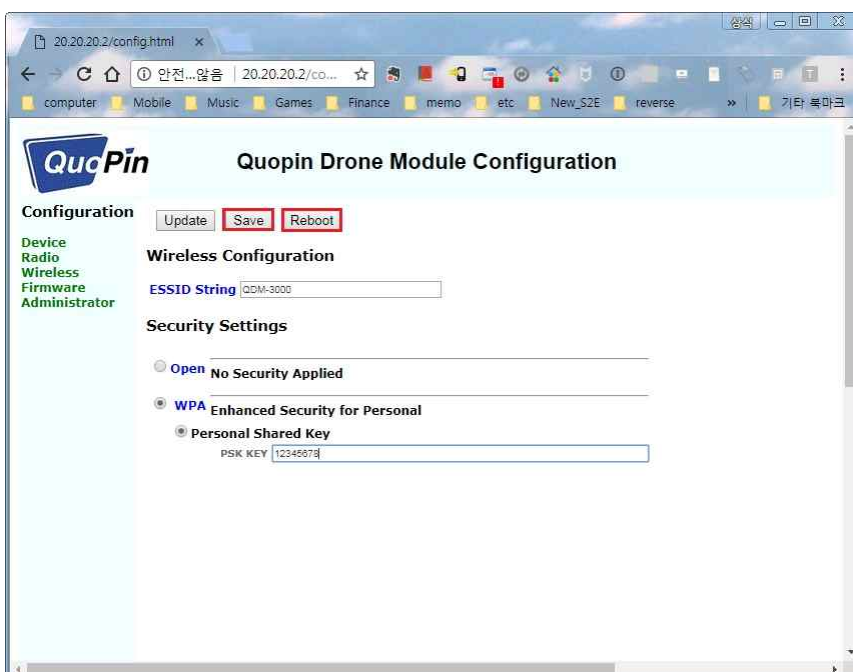 상식
20.20.20.2/config.html
안전...않음 20.20.20.2/co...
computer Mobile Music Games Finance memo etc New_S2E reverse » 기타 북마크
QuoPin Quopin Drone Module Configuration
Configuration
Update Save Reboot
Device
Radio
Wireless
Firmware
Administrator
Wireless Configuration
ESSID String QDM-3000
Security Settings
Open No Security Applied
WPA Enhanced Security for Personal
Personal Shared Key
PSK KEY 12345678